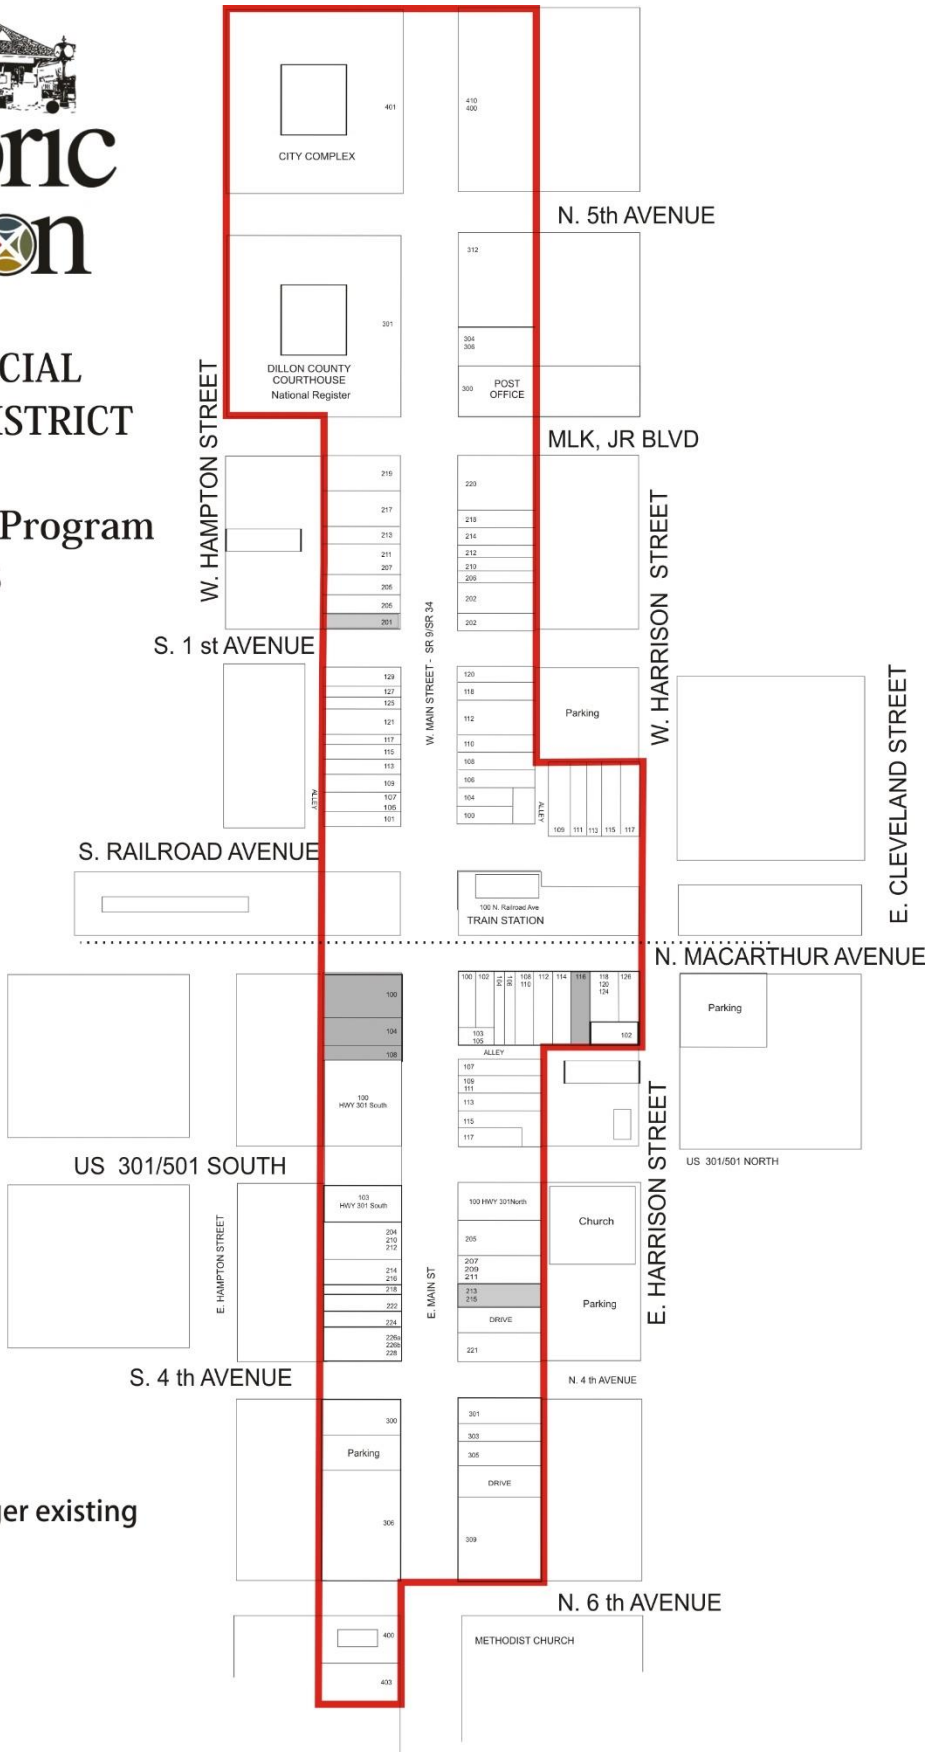 oric
on
CIAL
ISTRICT
Program
401
410
400
CITY COMPLEX
N. 5th AVENUE
312
301
304
306
DILLON COUNTY
COURTHOUSE
National Register
300
POST
OFFICE
W. HAMPTON STREET
MLK, JR BLVD
219
217
213
211
207
205
201
220
218
214
212
210
206
202
202
W. MAIN STREET - SR 9/SR 34
W. HARRISON STREET
S. 1 st AVENUE
129
127
125
121
117
115
113
109
107
101
ALLEY
120
118
112
110
108
106
104
100
Parking
ALLEY
109
111
113
115
117
E. CLEVELAND STREET
S. RAILROAD AVENUE
100 N. Railroad Ave
TRAIN STATION
N. MACARTHUR AVENUE
100
104
108
100
HWY 301 South
100
102
104
106
108
110
112
114
116
118
120
124
126
103
105
102
ALLEY
107
109
111
113
115
117
Parking
US 301/501 SOUTH
US 301/501 NORTH
E. HARRISON STREET
103
HWY 301 South
204
210
212
214
216
218
222
224
226a
226b
228
E. HAMPTON STREET
E. MAIN ST
100 HWY 301North
205
207
209
211
213
215
DRIVE
221
Church
Parking
S. 4 th AVENUE
N. 4 th AVENUE
300
Parking
306
301
303
305
DRIVE
309
ger existing
N. 6 th AVENUE
400
403
METHODIST CHURCH